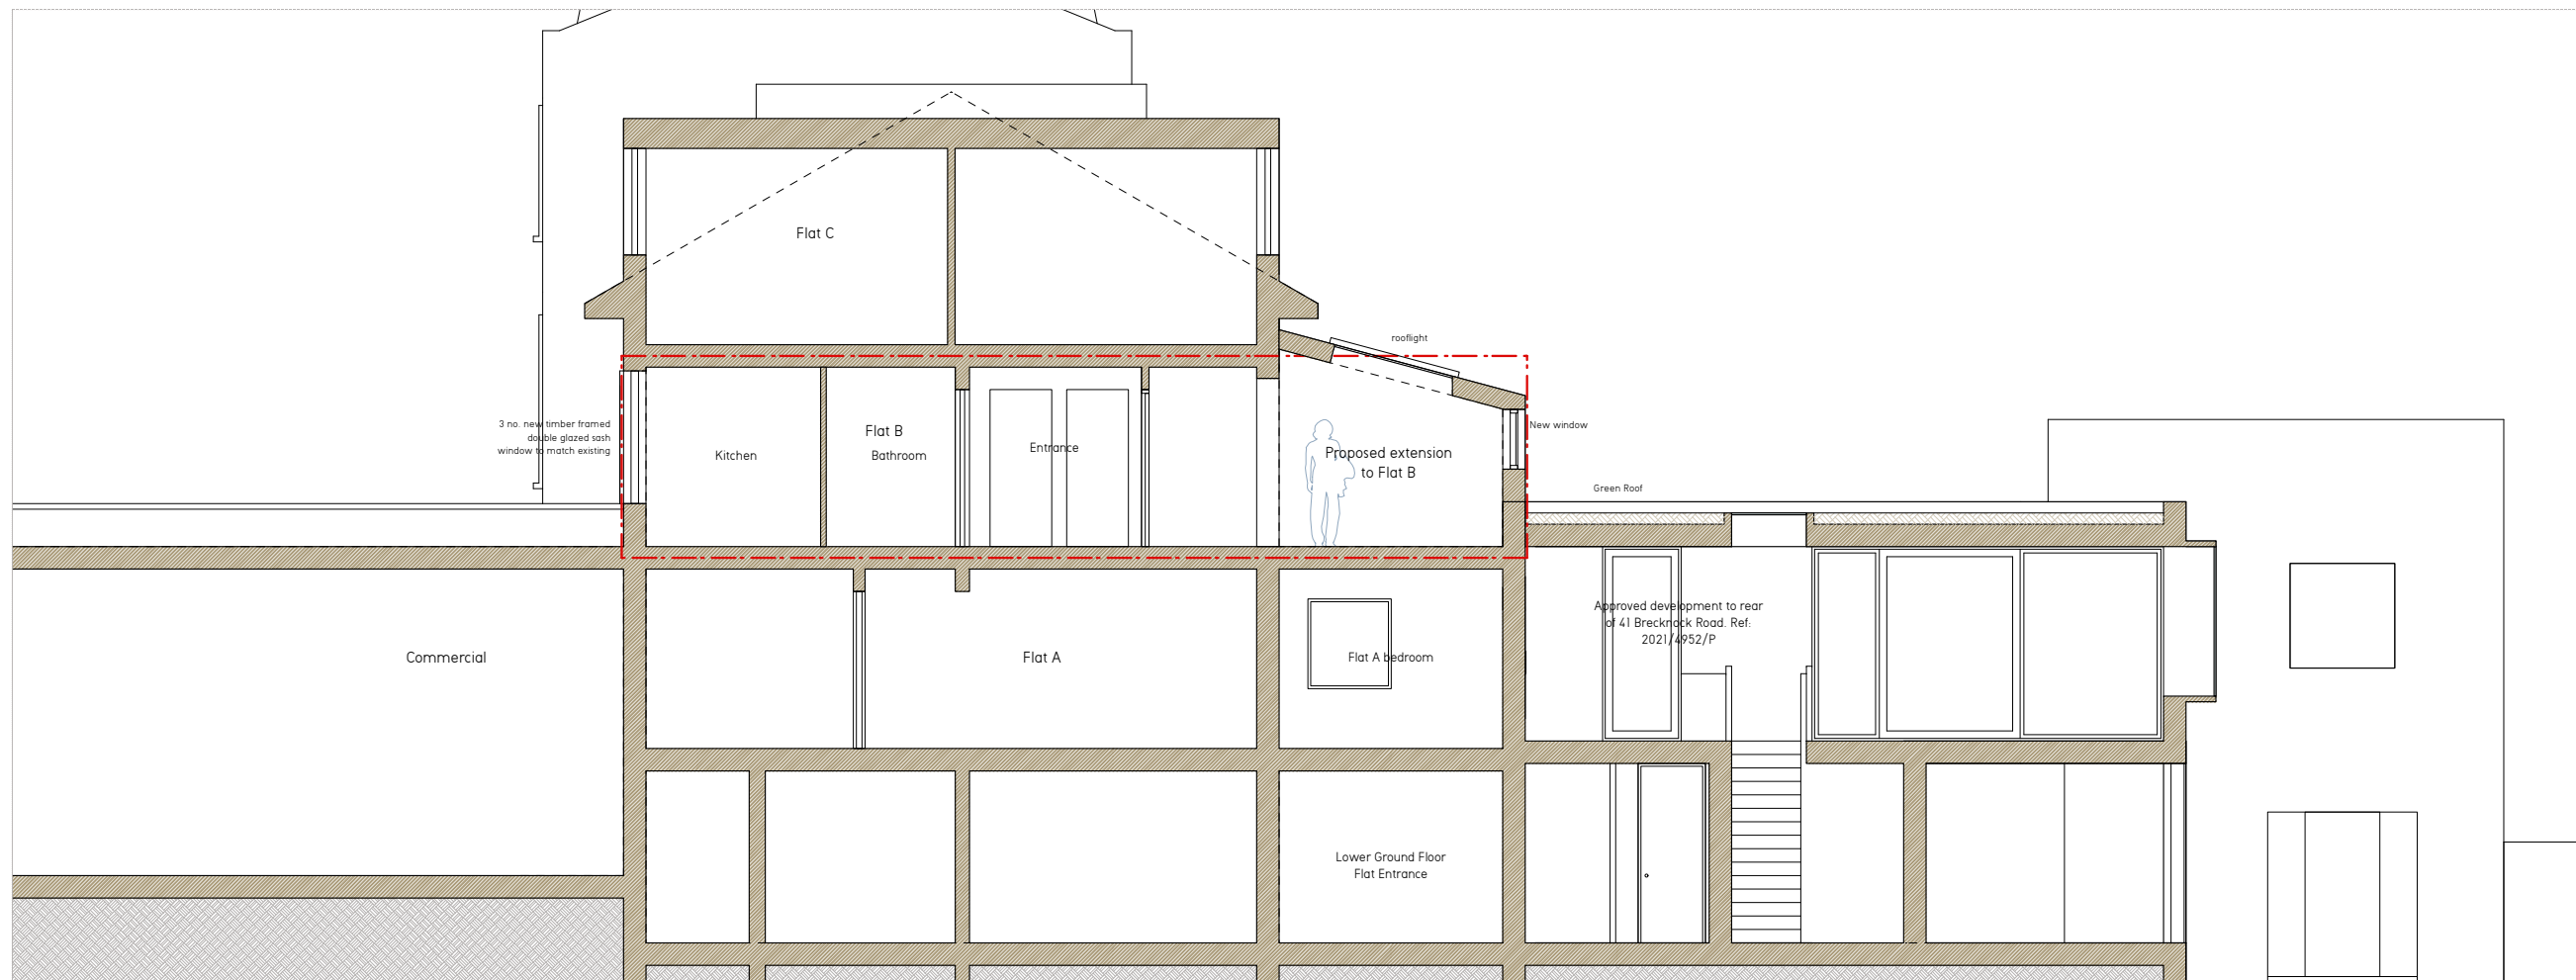 Flat C
rooflight
3 no. new timber framed
double glazed sash
window to match existing
Kitchen
Flat B
Bathroom
Entrance
Proposed extension
to Flat B
New window
Green Roof
Commercial
Flat A
Flat A bedroom
Approved development to rear
of 41 Brecknock Road. Ref:
2021/4952/P
Lower Ground Floor
Flat Entrance